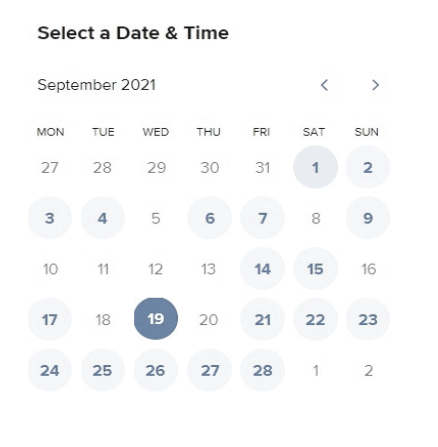 Select a Date & Time
September 2021
MON TUE WED THU FRI SAT SUN
27 28 29 30 31 1 2
3 4 5 6 7 8 9
10 11 12 13 14 15 16
17 18 19 20 21 22 23
24 25 26 27 28 1 2